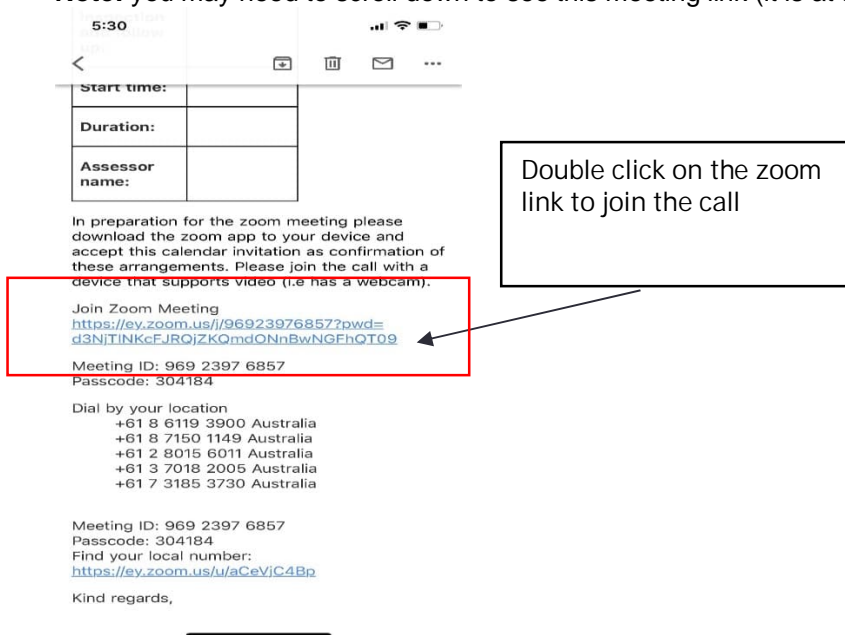 Note: you may need to scroll down to see this meeting link (it is at
5:30
Start time:
Duration:
Assessor
name:
In preparation for the zoom meeting please
download the zoom app to your device and
accept this calendar invitation as confirmation of
these arrangements. Please join the call with a
device that supports video (i.e has a webcam).
Join Zoom Meeting
https://ey.zoom.us/j/96923976857?pwd=
d3NjTlNKcFJRQjZKQmdONnBwNGFhQT09
Meeting ID: 969 2397 6857
Passcode: 304184
Dial by your location
+61 8 6119 3900 Australia
+61 8 7150 1149 Australia
+61 2 8015 6011 Australia
+61 3 7018 2005 Australia
+61 7 3185 3730 Australia
Meeting ID: 969 2397 6857
Passcode: 304184
Find your local number:
https://ey.zoom.us/u/aCeVjC4Bp
Kind regards,
Double click on the zoom
link to join the call